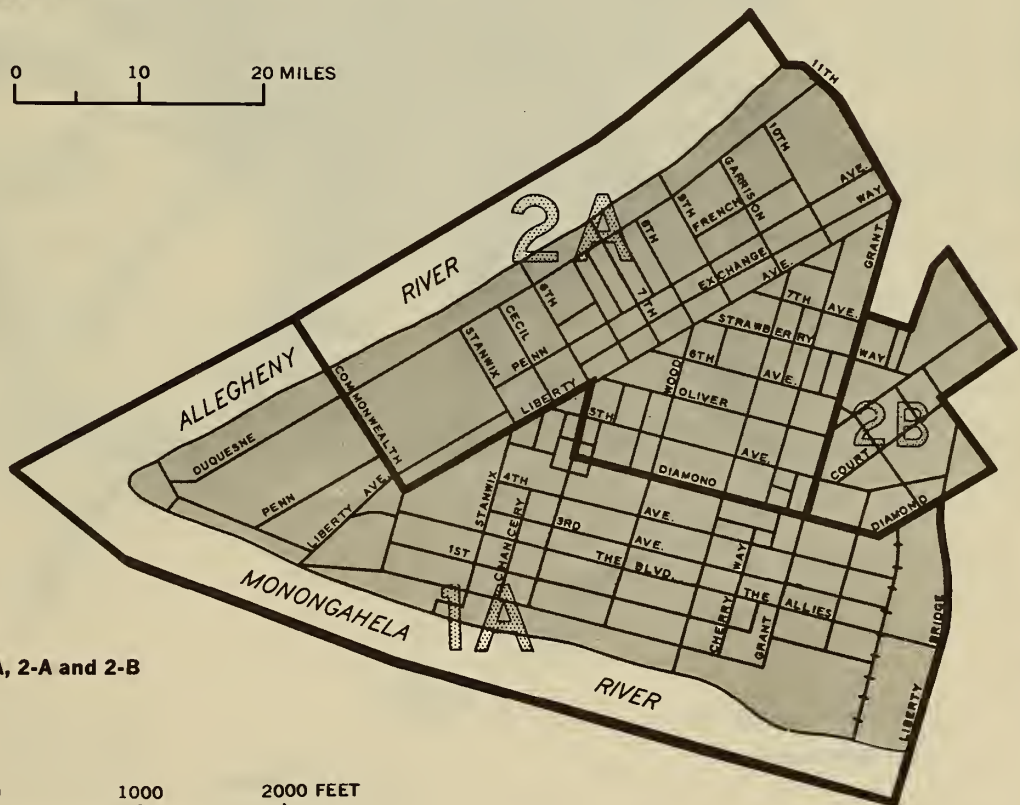 0 10 20 MILES
11TH
10TH
AVE.
WAY
GARRISON
FRENCH
9TH
2 A
8TH
EXCHANGE
AVE.
GRANT
7TH
RIVER
6TH
7TH AVE.
STRAWBERRY WAY
CECIL
STANWIX
PENN
6TH AVE.
ALLEGHENY
COMMONWEALTH
LIBERTY
WOOD
OLIVER AVE.
5TH
2B
COURT
DUQUESNE
DIAMOND
DIAMOND
PENN
LIBERTY AVE.
STANWIX
4TH AVE.
CHANCERY
3RD AVE.
1ST
THE BLVD.
WAY
THE ALLIES
1A
CHERRY
GRANT
BRIDGE
MONONGAHELA
RIVER
LIBERTY
A, 2-A and 2-B
1000 2000 FEET